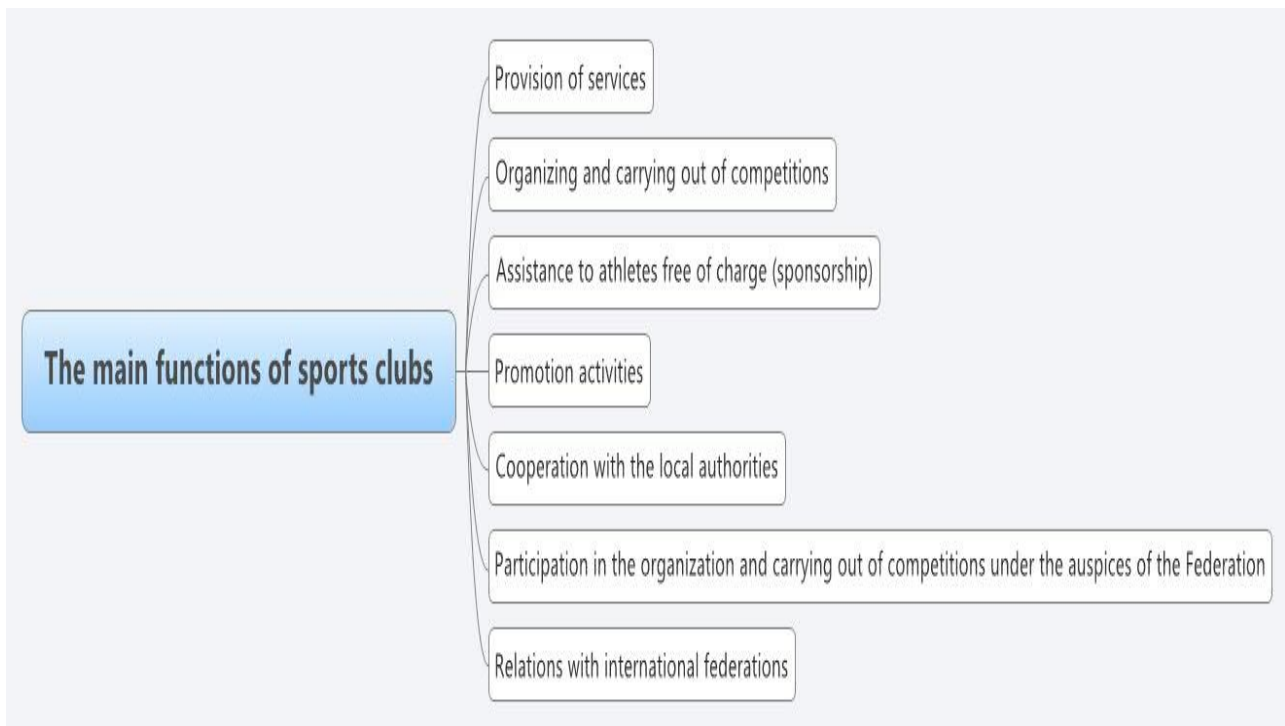 The main functions of sports clubs
Provision of services
Organizing and carrying out of competitions
Assistance to athletes free of charge (sponsorship)
Promotion activities
Cooperation with the local authorities
Participation in the organization and carrying out of competitions under the auspices of the Federation
Relations with international federations